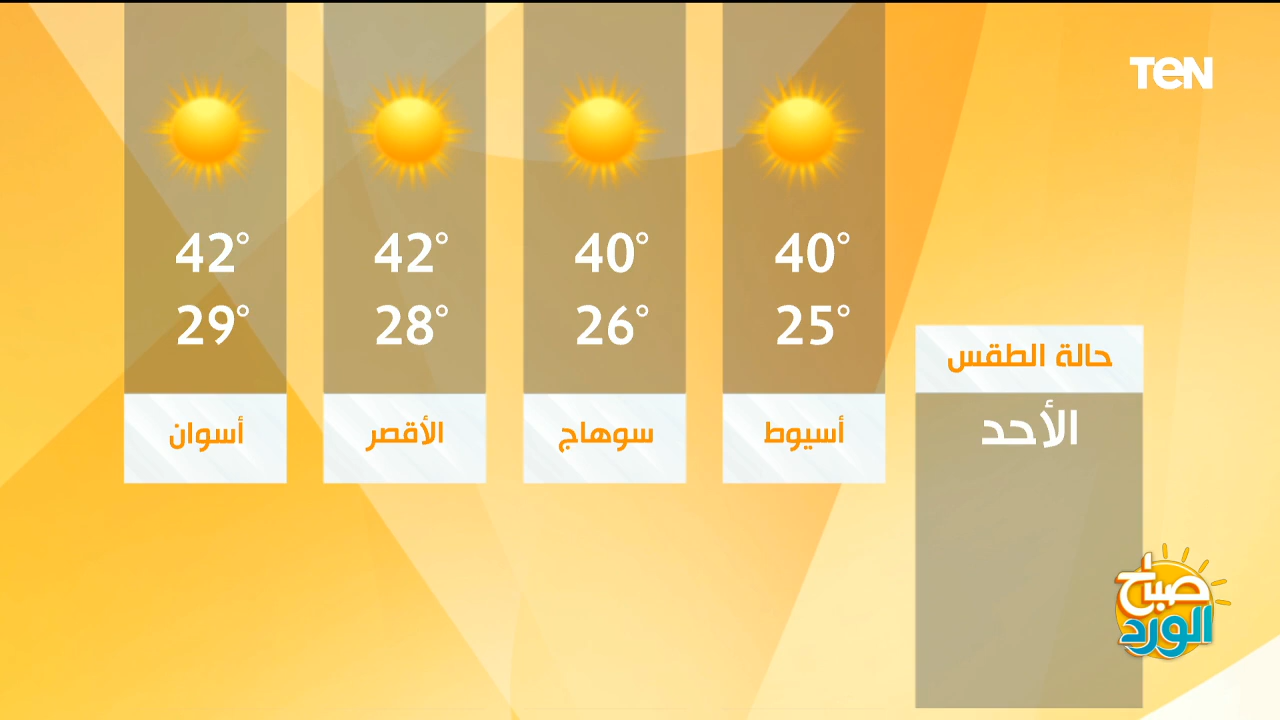 TEN
حالة الطقس
الأحد
40° 40° 42° 42°
25° 26° 28° 29°
أسيوط سوهاج الأقصر أسوان
صباح
الورد